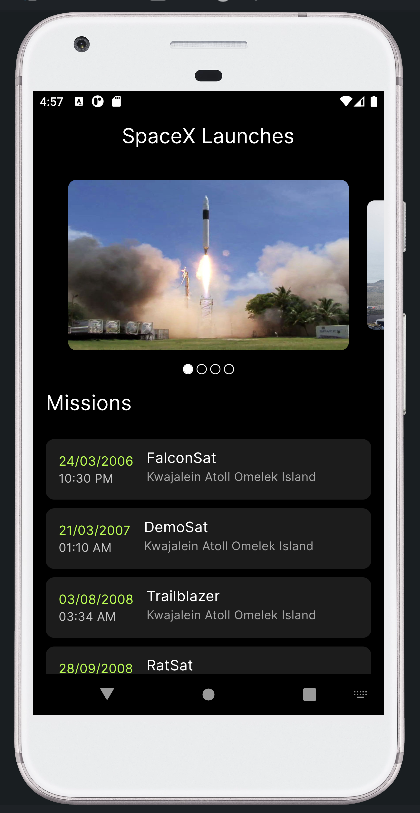 4:57
SpaceX Launches
Missions
24/03/2006 FalconSat
10:30 PM Kwajalein Atoll Omelek Island
21/03/2007 DemoSat
01:10 AM Kwajalein Atoll Omelek Island
03/08/2008 Trailblazer
03:34 AM Kwajalein Atoll Omelek Island
28/09/2008 RatSat